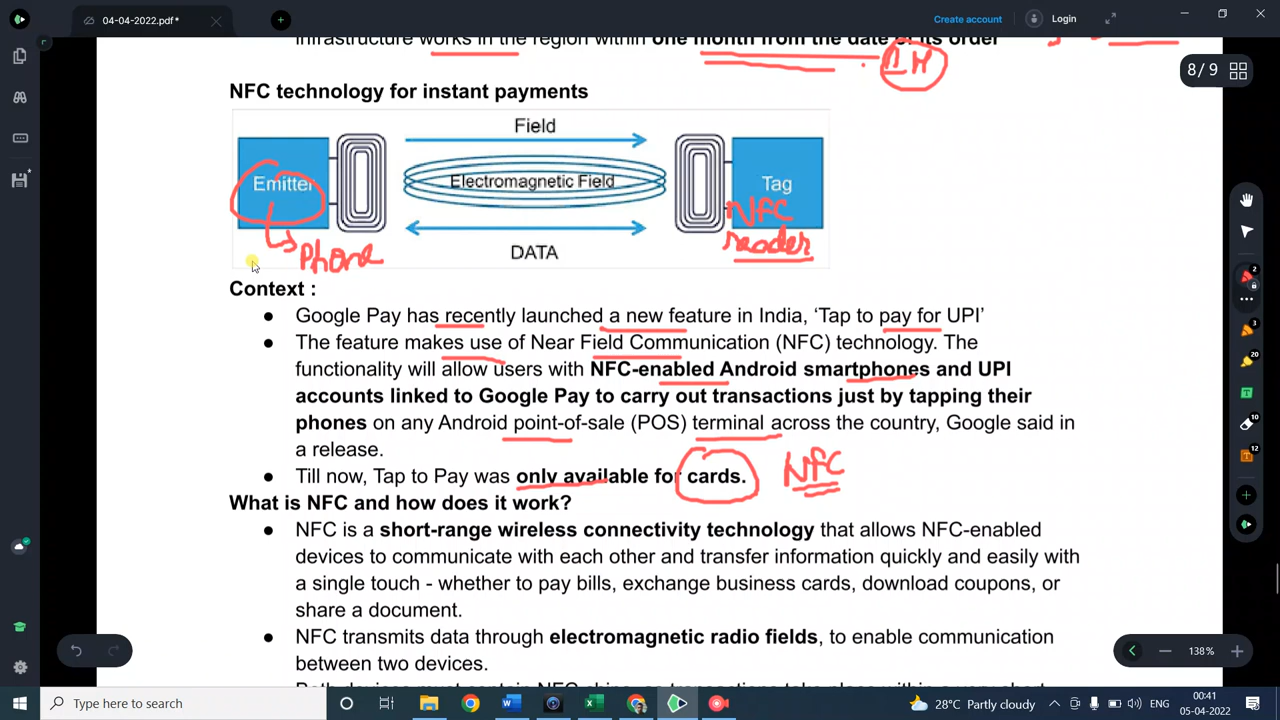 04-04-2022.pdf*
Create account
Login
infrastructure works in the region within one month from the date of its order
1 M
8 / 9
NFC technology for instant payments
Field
Emitter
Electromagnetic Field
Tag
NFC
reader
Phone
DATA
Context :
● Google Pay has recently launched a new feature in India, ‘Tap to pay for UPI’
● The feature makes use of Near Field Communication (NFC) technology. The
functionality will allow users with NFC-enabled Android smartphones and UPI
accounts linked to Google Pay to carry out transactions just by tapping their
phones on any Android point-of-sale (POS) terminal across the country, Google said in
a release.
● Till now, Tap to Pay was only available for cards.
NFC
What is NFC and how does it work?
● NFC is a short-range wireless connectivity technology that allows NFC-enabled
devices to communicate with each other and transfer information quickly and easily with
a single touch - whether to pay bills, exchange business cards, download coupons, or
share a document.
● NFC transmits data through electromagnetic radio fields, to enable communication
between two devices.
138%
Type here to search
28°C Partly cloudy
ENG
00:41
05-04-2022